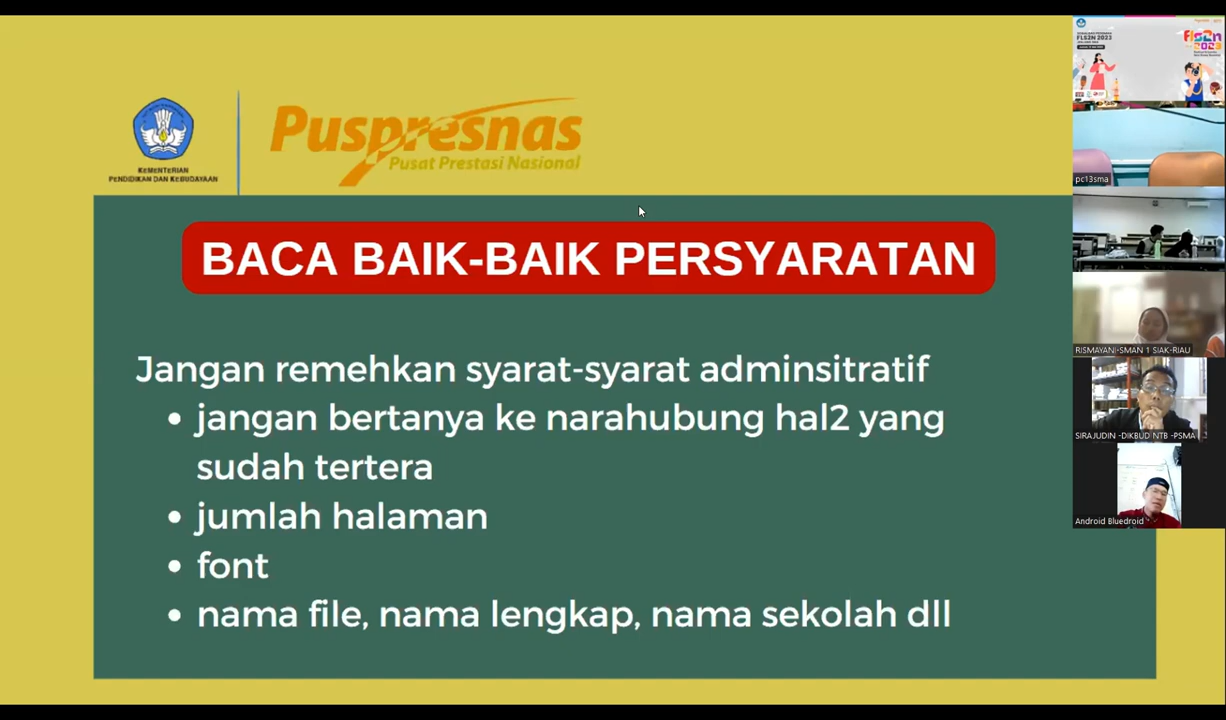 KEMENTERIAN
PENDIDIKAN DAN KEBUDAYAAN
Puspresnas
Pusat Prestasi Nasional
BACA BAIK-BAIK PERSYARATAN
Jangan remehkan syarat-syarat adminsitratif
• jangan bertanya ke narahubung hal2 yang
sudah tertera
• jumlah halaman
• font
• nama file, nama lengkap, nama sekolah dll
FLS2N 2023
fls2n
2023
pc13sma
RISMAYANI-SMAN 1 SIAK-RIAU
SIRAJUDIN -DIKBUD NTB -PSMA
Android Bluedroid